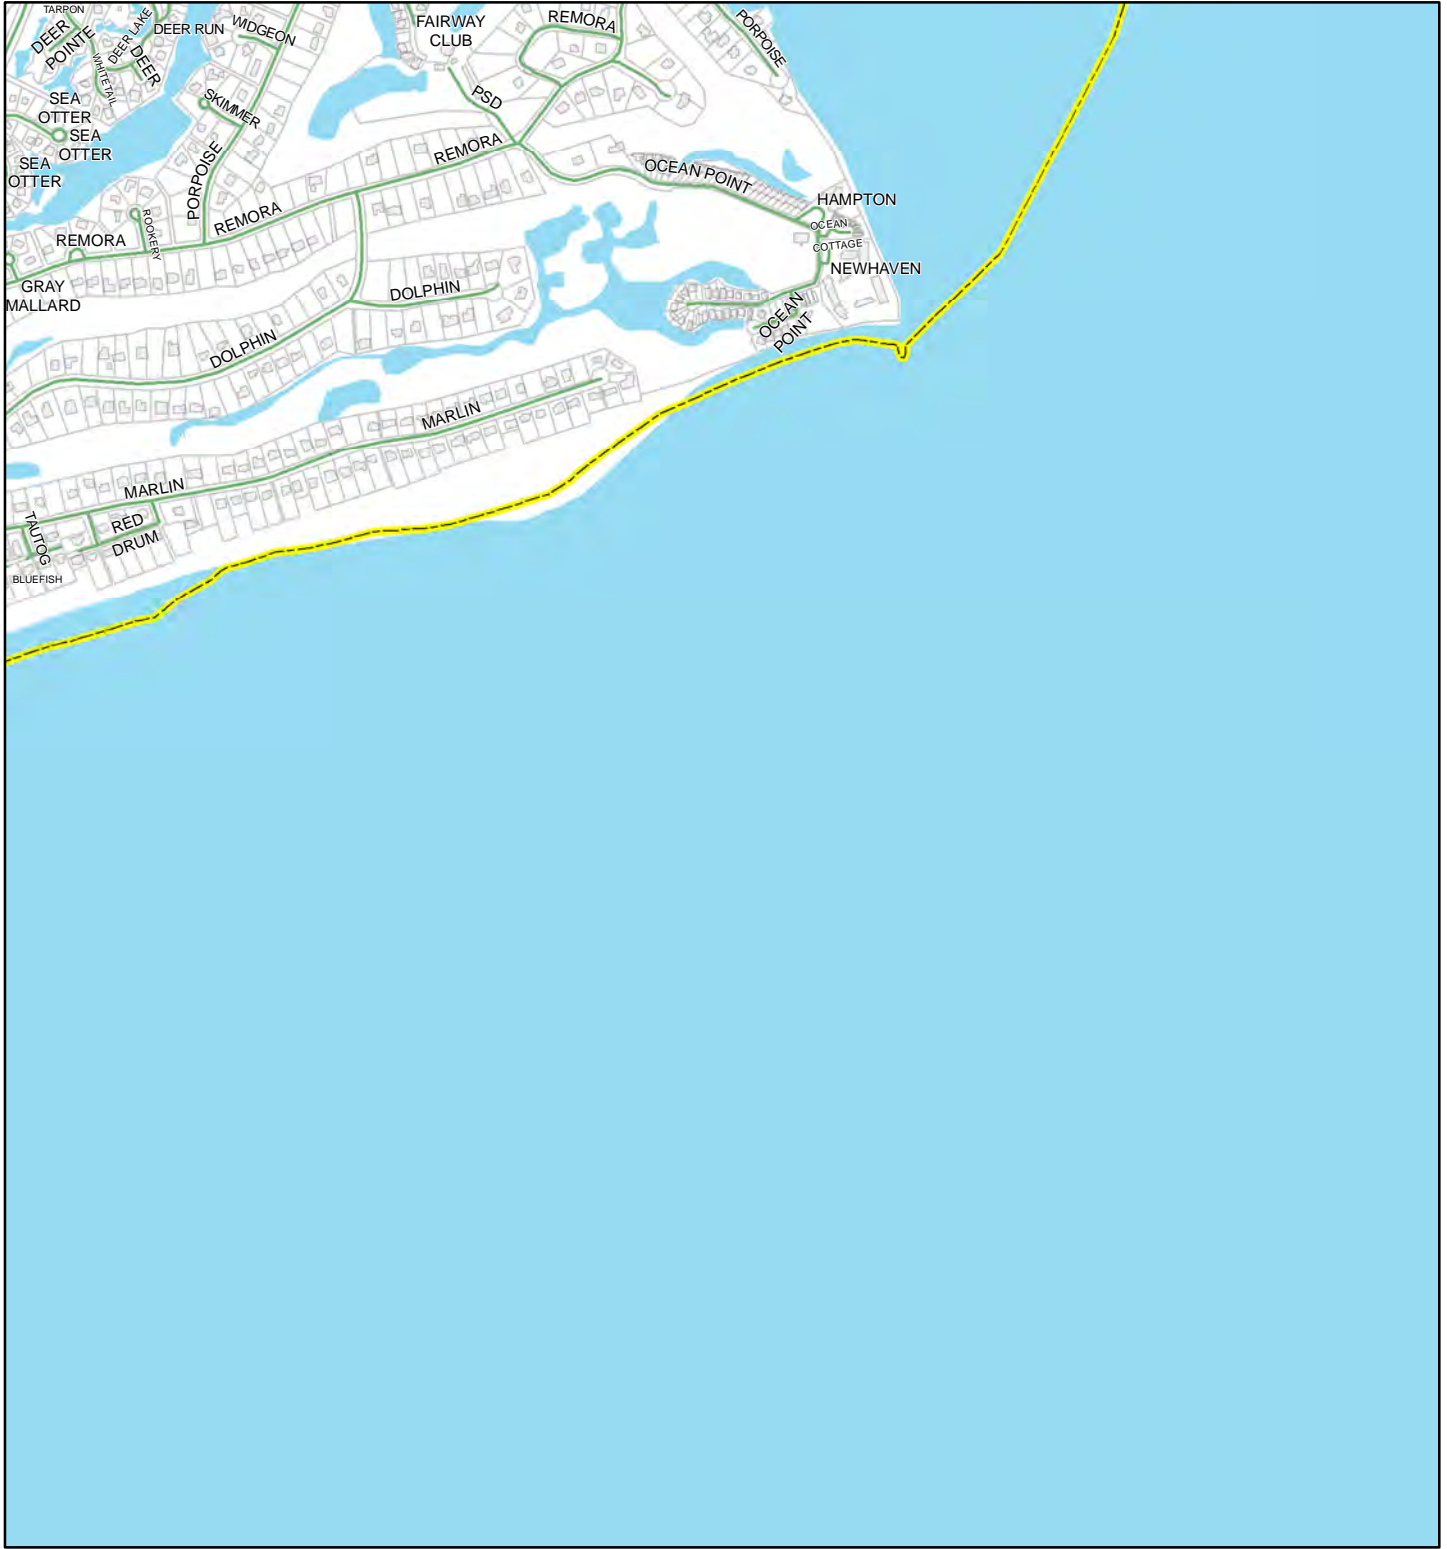 TARPON
DEER
POINTE
DEER LAKE
DEER
WHITETAIL
DEER RUN
WIDGEON
FAIRWAY
CLUB
REMORA
PORPOISE
SEA
OTTER
SEA
OTTER
SEA
OTTER
SKIMMER
PSD
PORPOISE
REMORA
OCEAN POINT
HAMPTON
OCEAN
COTTAGE
NEWHAVEN
ROOKERY
REMORA
REMORA
GRAY
MALLARD
DOLPHIN
DOLPHIN
OCEAN
POINT
MARLIN
MARLIN
TAUTOG
RED
DRUM
BLUEFISH